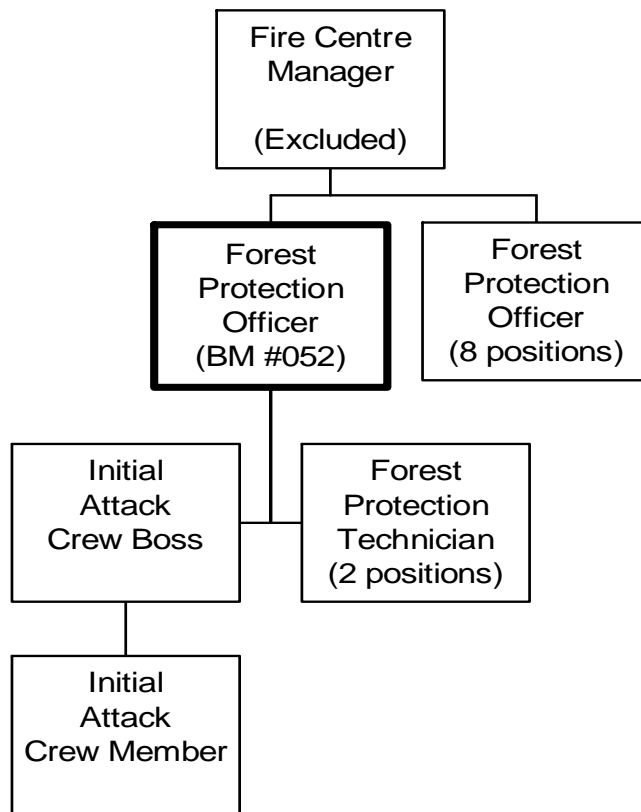 Fire Centre
Manager
(Excluded)
Forest
Protection
Officer
(BM #052)
Forest
Protection
Officer
(8 positions)
Initial
Attack
Crew Boss
Forest
Protection
Technician
(2 positions)
Initial
Attack
Crew Member